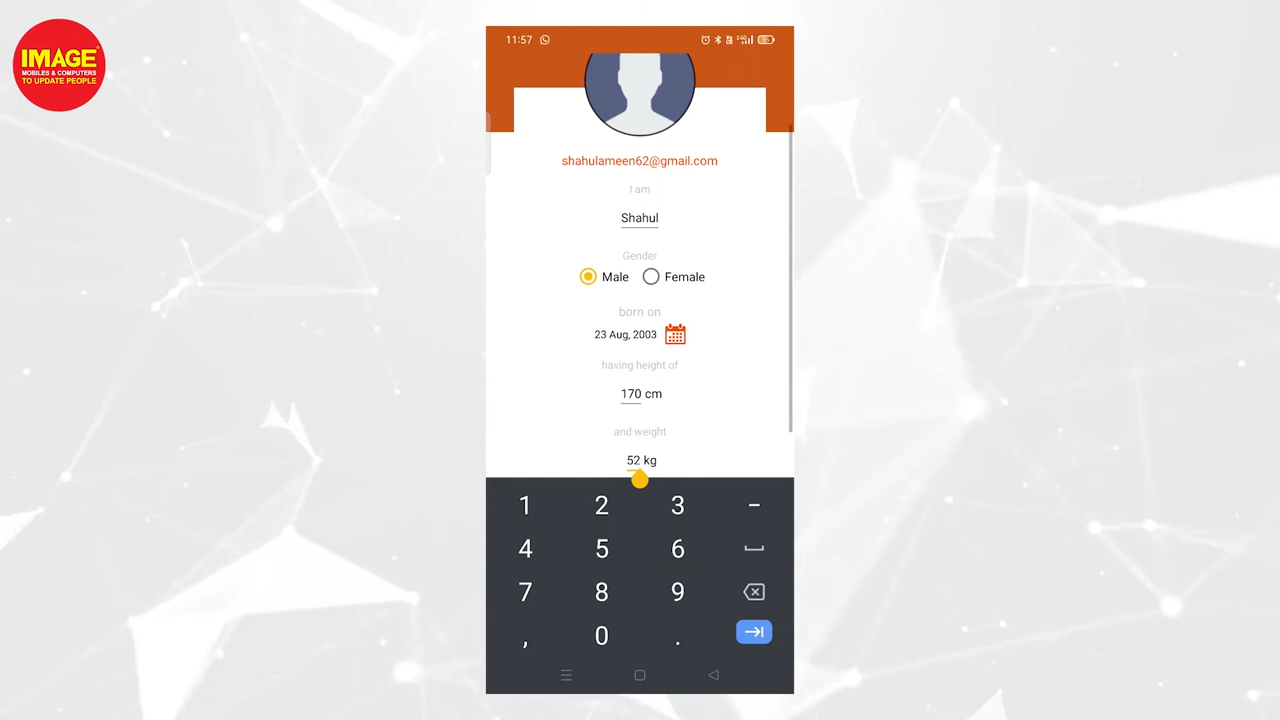 IMAGE
MOBILES & COMPUTERS
TO UPDATE PEOPLE
11:57
shahulameen62@gmail.com
I am
Shahul
Gender
Male Female
born on
23 Aug, 2003
having height of
170 cm
and weight
52 kg
1 2 3 -
4 5 6
7 8 9
, 0 .